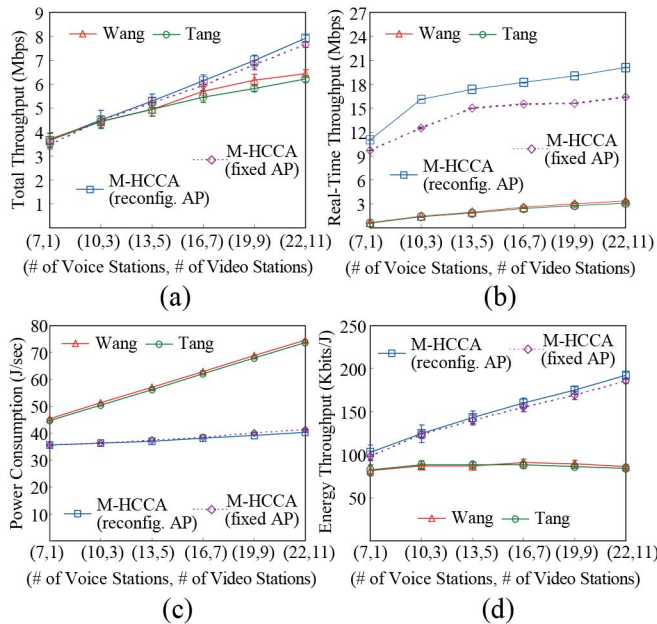 Total Throughput (Mbps)
9
8
7
6
5
4
3
2
1
Wang
Tang
M-HCCA
(reconfig. AP)
M-HCCA
(fixed AP)
(7,1) (10,3) (13,5) (16,7) (19,9) (22,11)
(# of Voice Stations, # of Video Stations)
(a)
Real-Time Throughput (Mbps)
27
24
21
18
15
12
9
6
3
Wang
Tang
M-HCCA
(reconfig. AP)
M-HCCA
(fixed AP)
(7,1) (10,3) (13,5) (16,7) (19,9) (22,11)
(# of Voice Stations, # of Video Stations)
(b)
Power Consumption (J/sec)
80
70
60
50
40
30
20
10
Wang
Tang
M-HCCA
(reconfig. AP)
M-HCCA
(fixed AP)
(7,1) (10,3) (13,5) (16,7) (19,9) (22,11)
(# of Voice Stations, # of Video Stations)
(c)
Energy Throughput (Kbits/J)
250
200
150
100
50
M-HCCA
(reconfig. AP)
M-HCCA
(fixed AP)
Wang
Tang
(7,1) (10,3) (13,5) (16,7) (19,9) (22,11)
(# of Voice Stations, # of Video Stations)
(d)